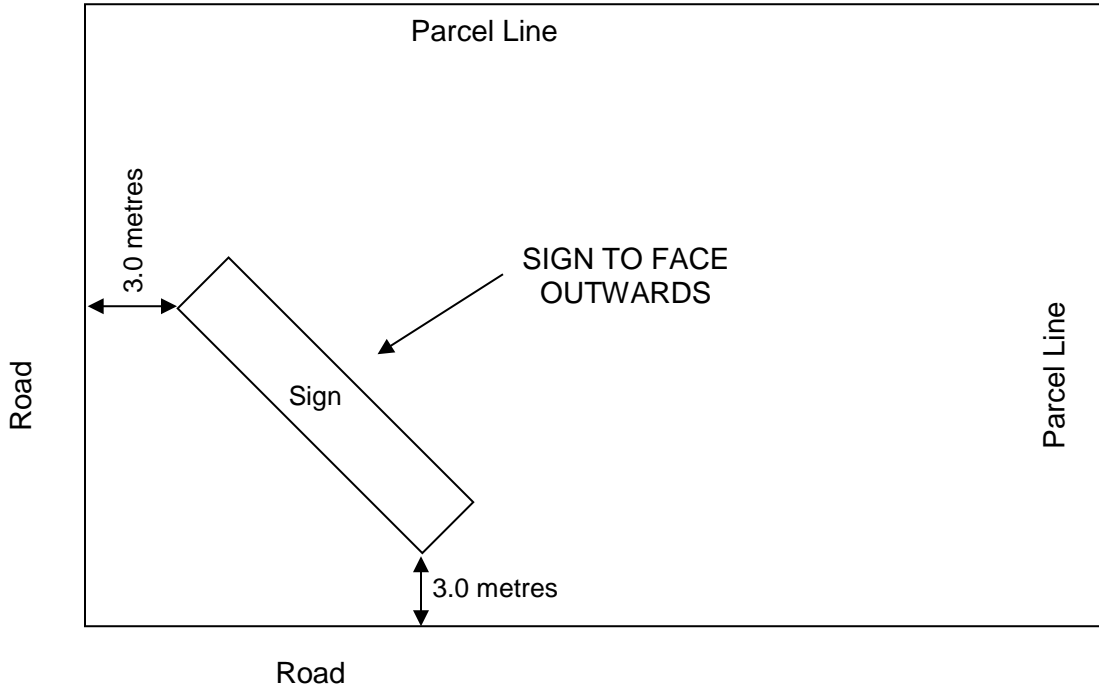 Parcel Line
3.0 metres
SIGN TO FACE
OUTWARDS
Sign
Road
Parcel Line
3.0 metres
Road